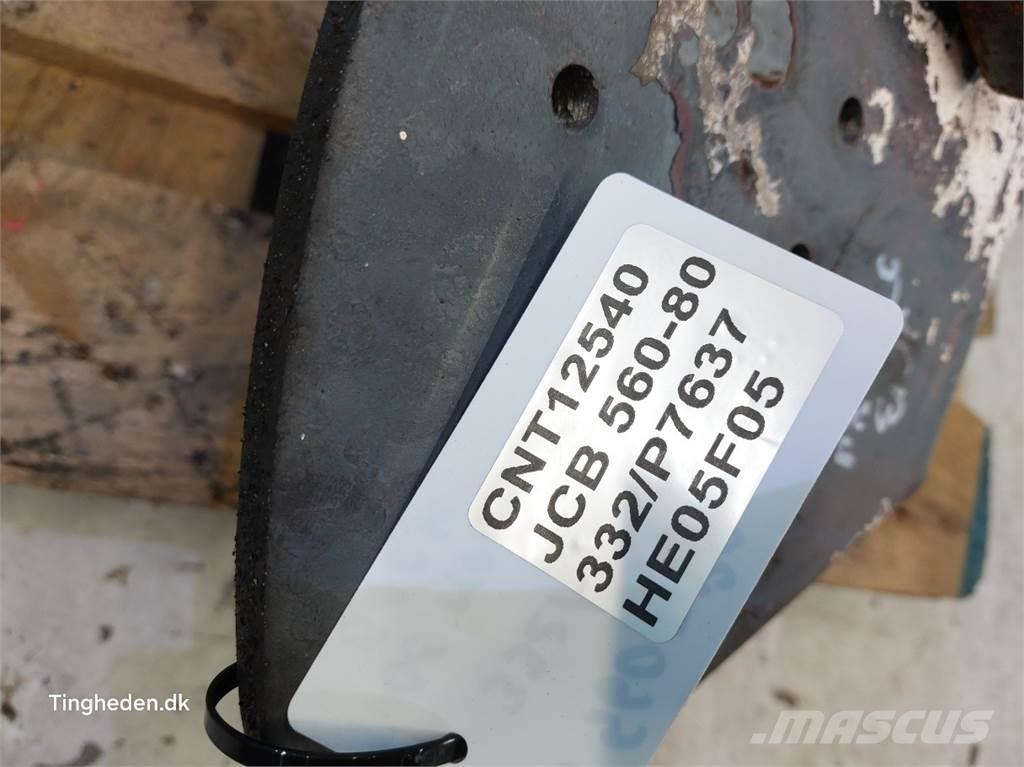 CNT12540
JCB 560-80
332/P7637
HE05F05
Tingheden.dk
MASCUS